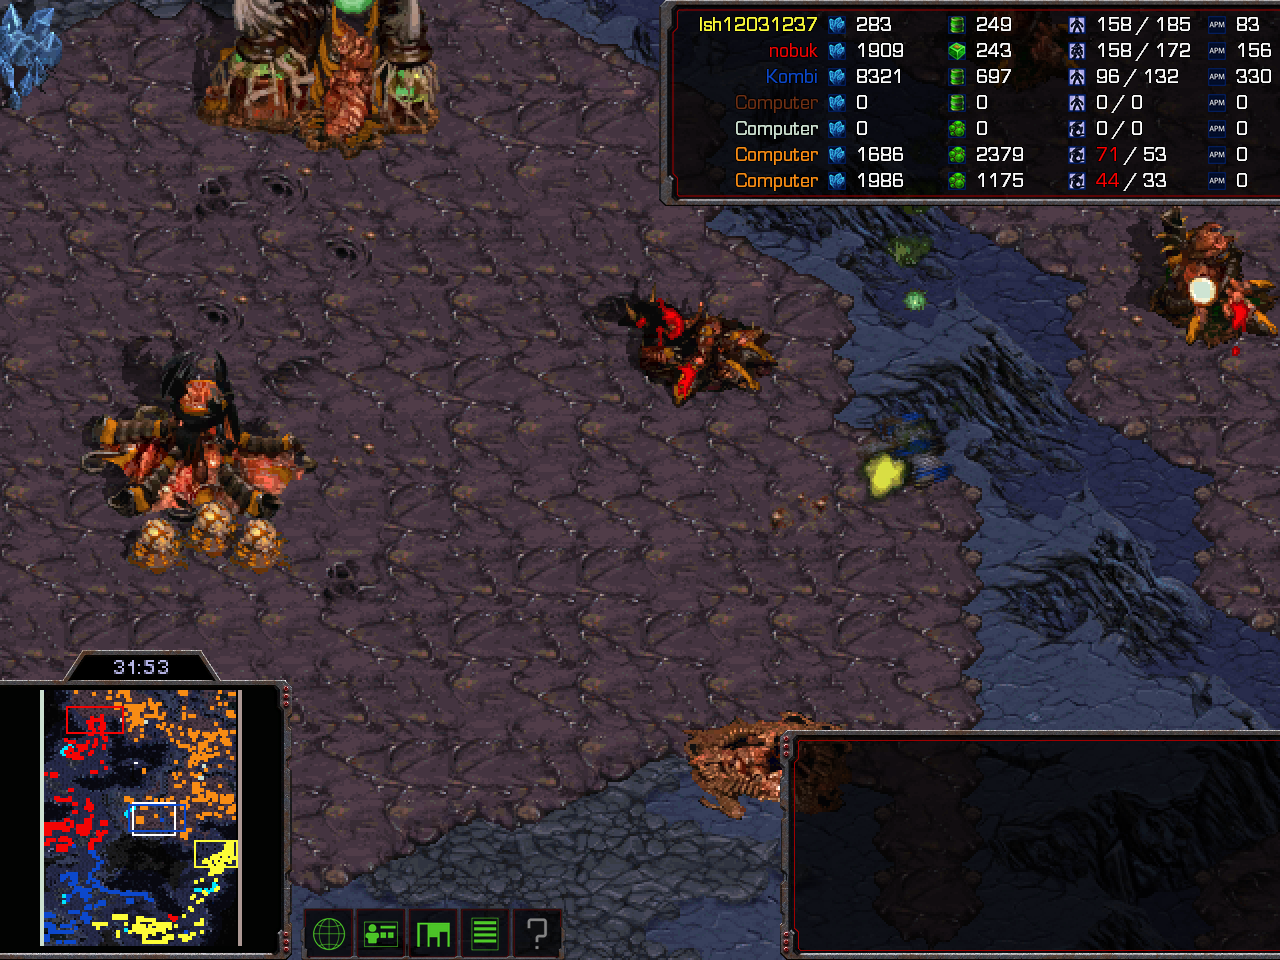 lsh12031237 283 249 158 / 185 APM 83
nobuk 1909 243 158 / 172 APM 156
Kombi 8321 697 96 / 132 APM 330
Computer 0 0 0 / 0 APM 0
Computer 0 0 0 / 0 APM 0
Computer 1686 2379 71 / 53 APM 0
Computer 1986 1175 44 / 33 APM 0
31:53
?